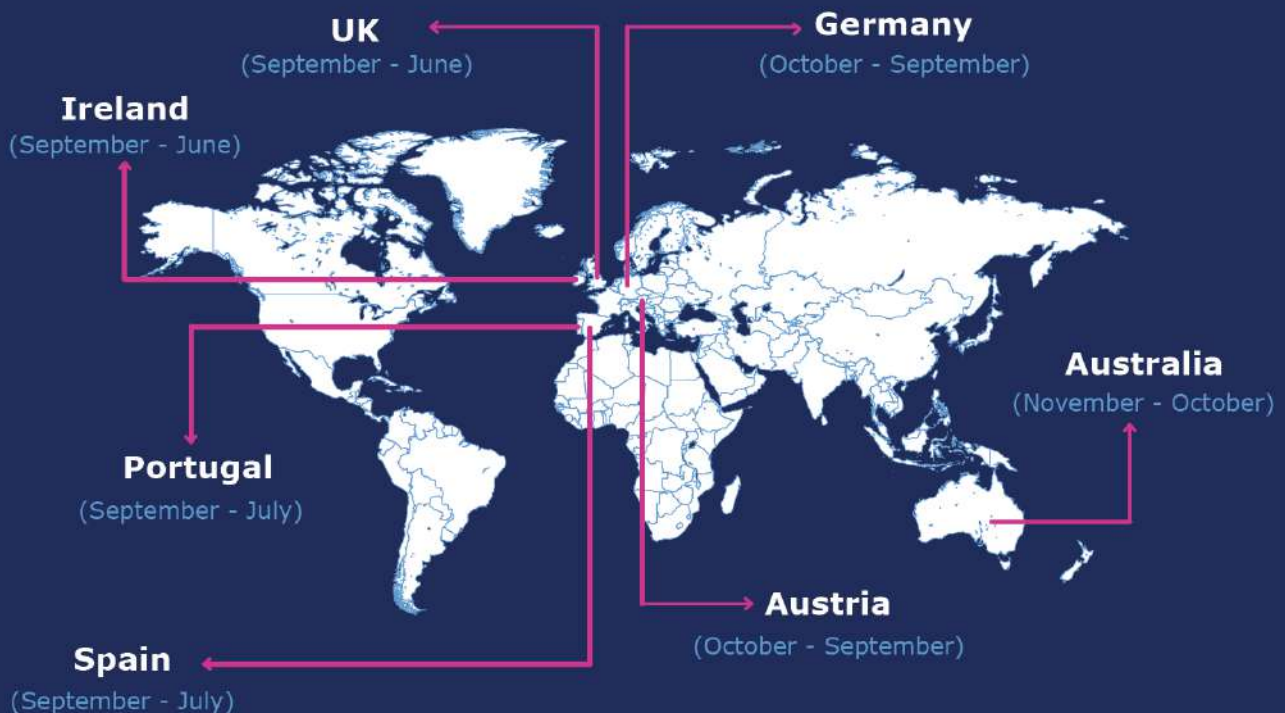 UK
(September - June)
Germany
(October - September)
Ireland
(September - June)
Australia
(November - October)
Portugal
(September - July)
Austria
(October - September)
Spain
(September - July)